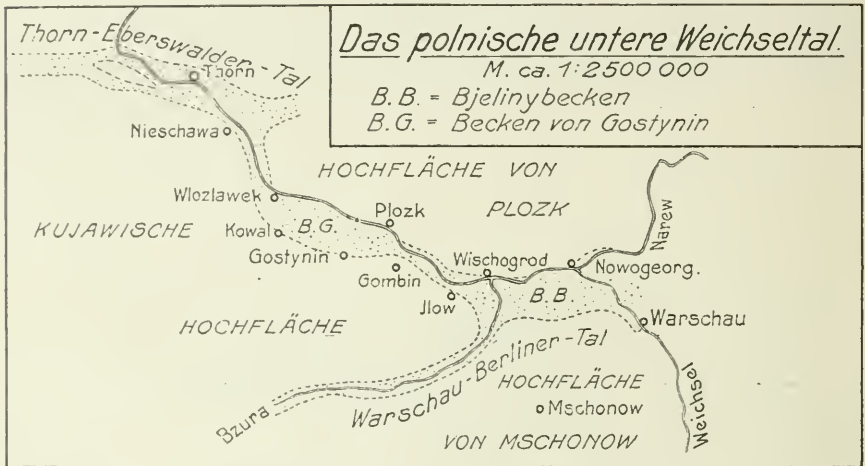 Das polnische untere Weichseltal.
M. ca. 1:2500 000
B.B. = Bjelinybecken
B.G. = Becken von Gostynin
Thorn-Eberswalder-Tal
Thorn
Nieschawa
HOCHFLÄCHE VON
PLOZK
Wlozlawek
Plozk
KUJAWISCHE
Kowal
B.G.
Narew
Gostynin
Wischogrod
Nowogeorg.
Gombin
Jlow
B.B.
HOCHFLÄCHE
Warschau
Warschau-Berliner-Tal
HOCHFLÄCHE
Mschonow
VON MSCHONOW
Bzura
Weichsel